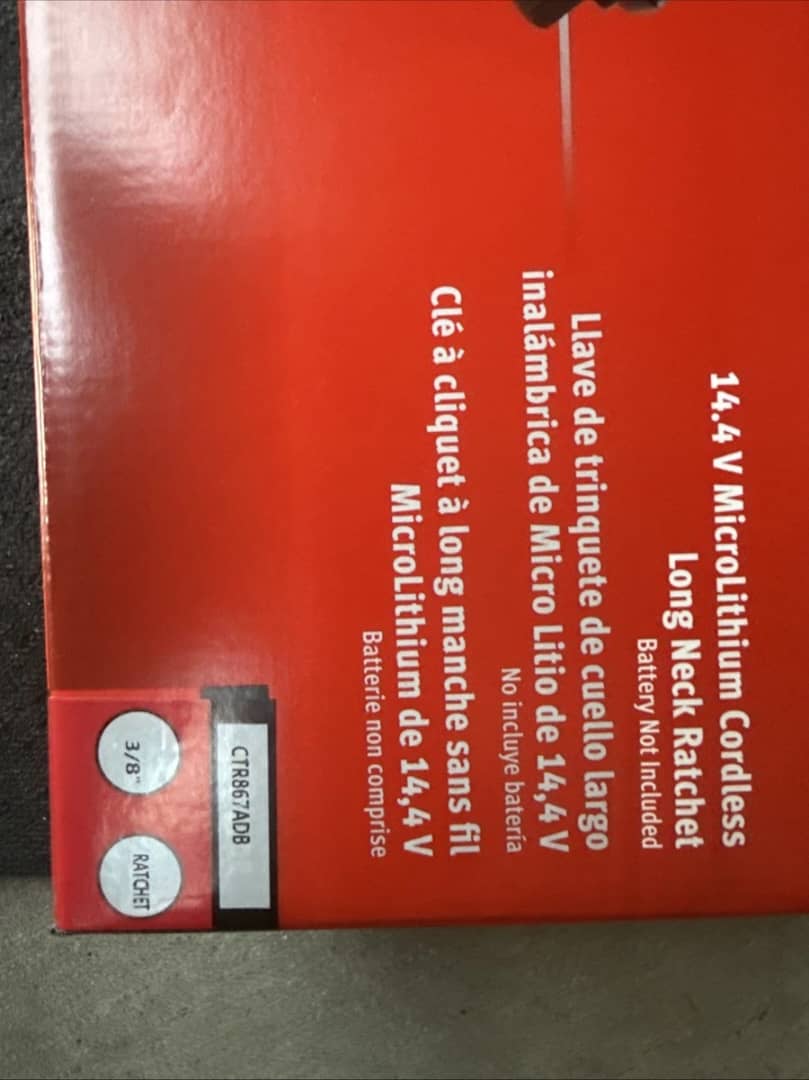 14.4 V MicroLithium Cordless
Long Neck Ratchet
Battery Not Included
Llave de trinquete de cuello largo
inalámbrica de Micro Litio de 14,4 V
No incluye batería
Clé à cliquet à long manche sans fil
MicroLithium de 14,4 V
Batterie non comprise
CTR867ADB
3/8"
RATCHET